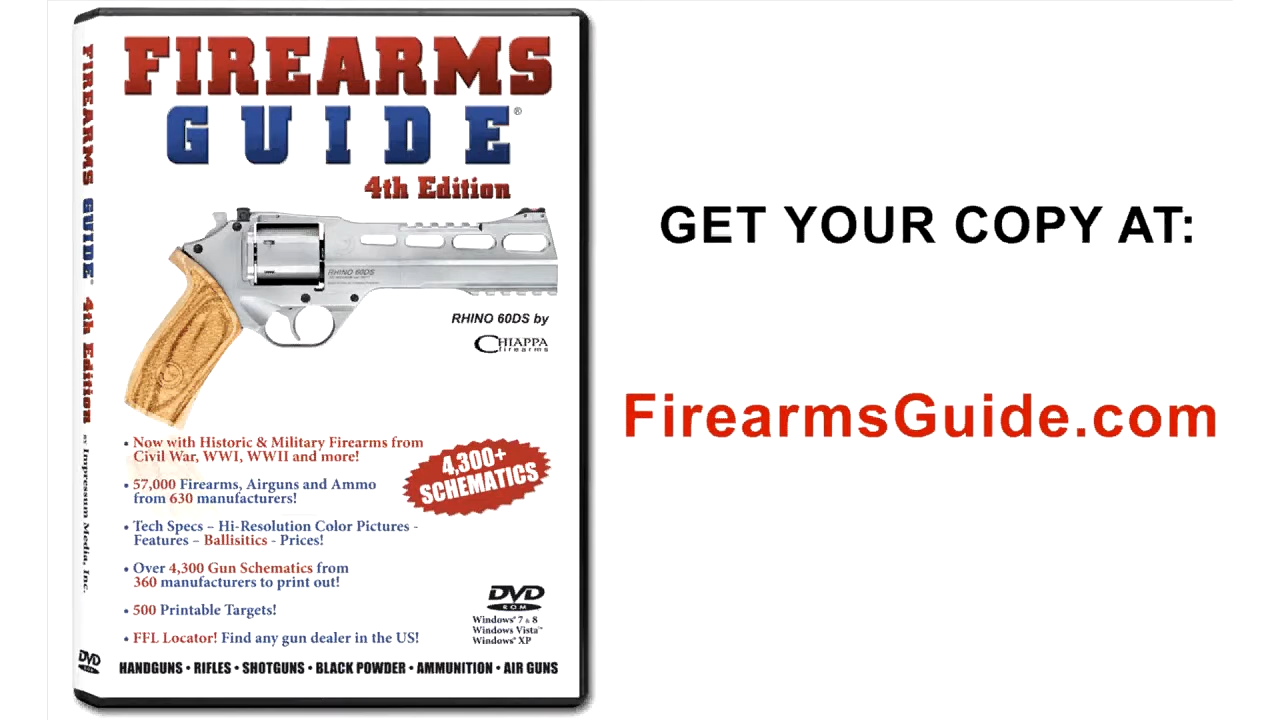 FIREARMS
GUIDE®
4th Edition
FIREARMS GUIDE® 4th Edition BY Impressum Media, Inc.
DVD
RHINO 60DS
RHINO 60DS by
CHIAPPA
firearms
• Now with Historic & Military Firearms from
Civil War, WWI, WWII and more!
4,300+
SCHEMATICS
• 57,000 Firearms, Airguns and Ammo
from 630 manufacturers!
• Tech Specs – Hi-Resolution Color Pictures -
Features – Ballisitics - Prices!
• Over 4,300 Gun Schematics from
360 manufacturers to print out!
• 500 Printable Targets!
• FFL Locator! Find any gun dealer in the US!
DVD
ROM
Windows® 7 & 8
Windows Vista™
Windows® XP
HANDGUNS • RIFLES • SHOTGUNS • BLACK POWDER • AMMUNITION • AIR GUNS
GET YOUR COPY AT:
FirearmsGuide.com